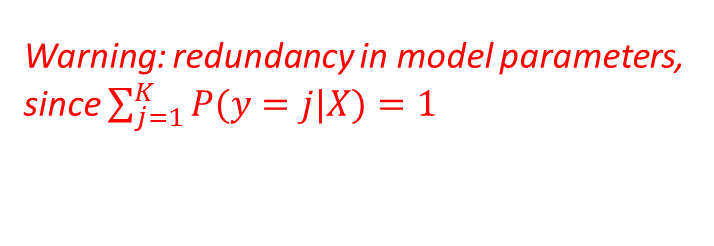 Warning: redundancy in model parameters,
since ∑_{j=1}^{K} P(y = j|X) = 1